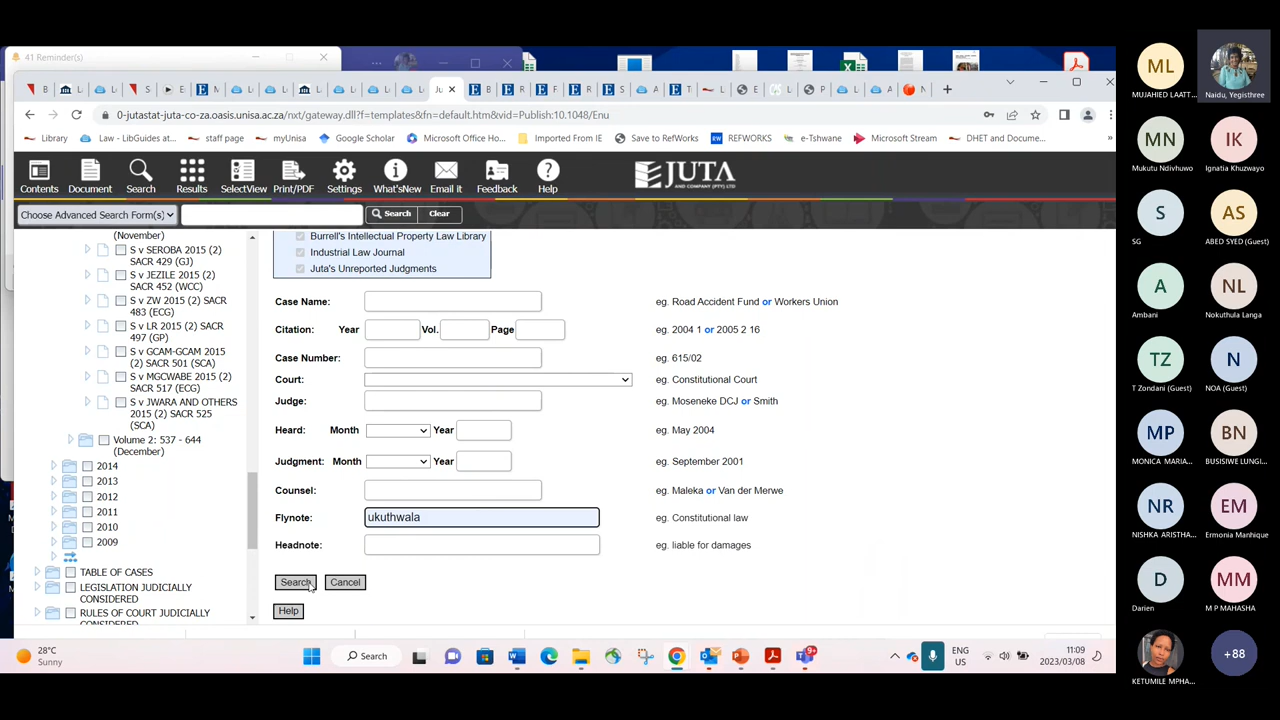 41 Reminder(s)
0-jutastat-juta-co-za.oasis.unisa.ac.za/nxt/gateway.dll?f=templates&fn=default.htm&vid=Publish:10.1048/Enu
Library
Law - LibGuides at...
staff page
myUnisa
Google Scholar
Microsoft Office Ho...
Imported From IE
Save to RefWorks
RW REFWORKS
e-Tshwane
Microsoft Stream
DHET and Docume...
Contents
Document
Search
Results
SelectView
Print/PDF
Settings
What'sNew
Email it
Feedback
Help
JUTA
AND COMPANY (PTY) LTD
Choose Advanced Search Form(s)
Search
Clear
(November)
S v SEROBA 2015 (2)
SACR 429 (GJ)
S v JEZILE 2015 (2)
SACR 452 (WCC)
S v ZW 2015 (2) SACR
483 (ECG)
S v LR 2015 (2) SACR
497 (GP)
S v GCAM-GCAM 2015
(2) SACR 501 (SCA)
S v MGCWABE 2015 (2)
SACR 517 (ECG)
S v JWARA AND OTHERS
2015 (2) SACR 525
(SCA)
Volume 2: 537 - 644
(December)
2014
2013
2012
2011
2010
2009
TABLE OF CASES
LEGISLATION JUDICIALLY
CONSIDERED
RULES OF COURT JUDICIALLY
CONSIDERED
Burrell's Intellectual Property Law Library
Industrial Law Journal
Juta's Unreported Judgments
Case Name: eg. Road Accident Fund or Workers Union
Citation: Year Vol. Page eg. 2004 1 or 2005 2 16
Case Number: eg. 615/02
Court: eg. Constitutional Court
Judge: eg. Moseneke DCJ or Smith
Heard: Month Year eg. May 2004
Judgment: Month Year eg. September 2001
Counsel: eg. Maleka or Van der Merwe
Flynote: ukuthwala eg. Constitutional law
Headnote: eg. liable for damages
Search Cancel
Help
28°C
Sunny
Search
9+
ENG
US
11:09
2023/03/08
ML
MUJAHIED LAATT...
Naidu, Yegisthree
MN
Mukutu Ndivhuwo
IK
Ignatia Khuzwayo
S
SG
AS
ABED SYED (Guest)
A
Ambani
NL
Nokuthula Langa
TZ
T Zondani (Guest)
N
NOA (Guest)
MP
MONICA MARIA...
BN
BUSISIWE LUNGI...
NR
NISHKA ARISTHA...
EM
Ermonia Manhique
D
Darien
MM
M P MAHASHA
KETUMILE MPHA...
+88